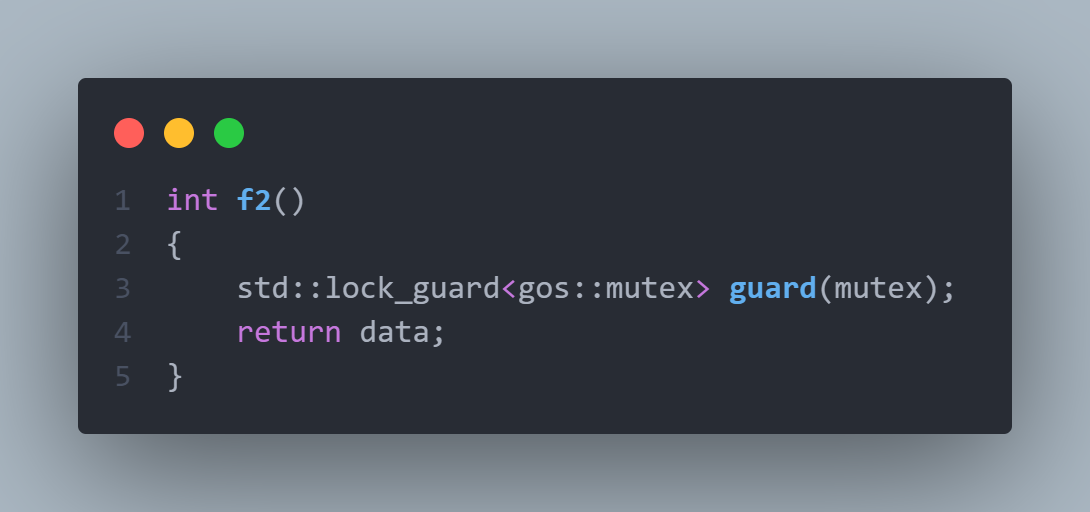 1 int f2()
2 {
3     std::lock_guard<gos::mutex> guard(mutex);
4     return data;
5 }